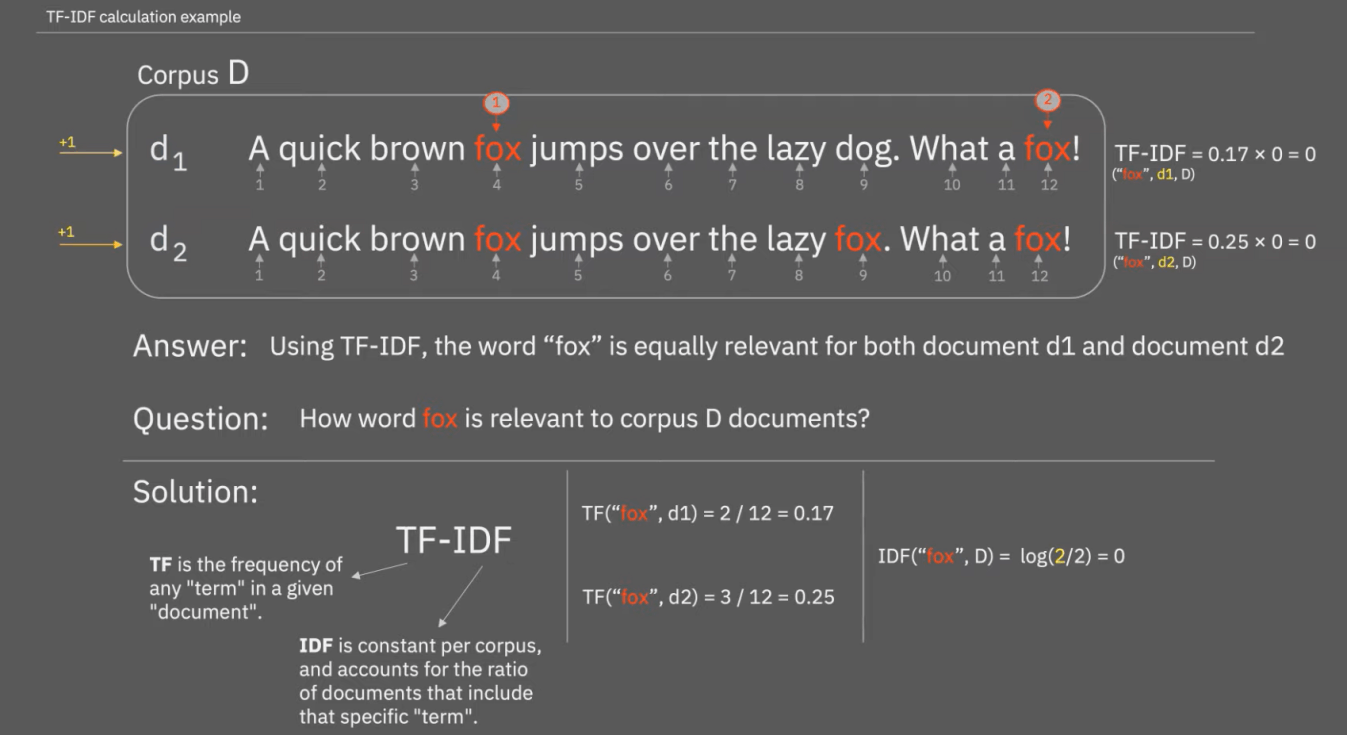 TF-IDF calculation example
Corpus D
1 2
+1 d1 A quick brown fox jumps over the lazy dog. What a fox! TF-IDF = 0.17 × 0 = 0
("fox", d1, D)
1 2 3 4 5 6 7 8 9 10 11 12
+1 d2 A quick brown fox jumps over the lazy fox. What a fox! TF-IDF = 0.25 × 0 = 0
("fox", d2, D)
1 2 3 4 5 6 7 8 9 10 11 12
Answer: Using TF-IDF, the word “fox” is equally relevant for both document d1 and document d2
Question: How word fox is relevant to corpus D documents?
Solution:
TF-IDF
TF is the frequency of
any "term" in a given
"document".
IDF is constant per corpus,
and accounts for the ratio
of documents that include
that specific "term".
TF(“fox”, d1) = 2 / 12 = 0.17
TF(“fox”, d2) = 3 / 12 = 0.25
IDF(“fox”, D) = log(2/2) = 0